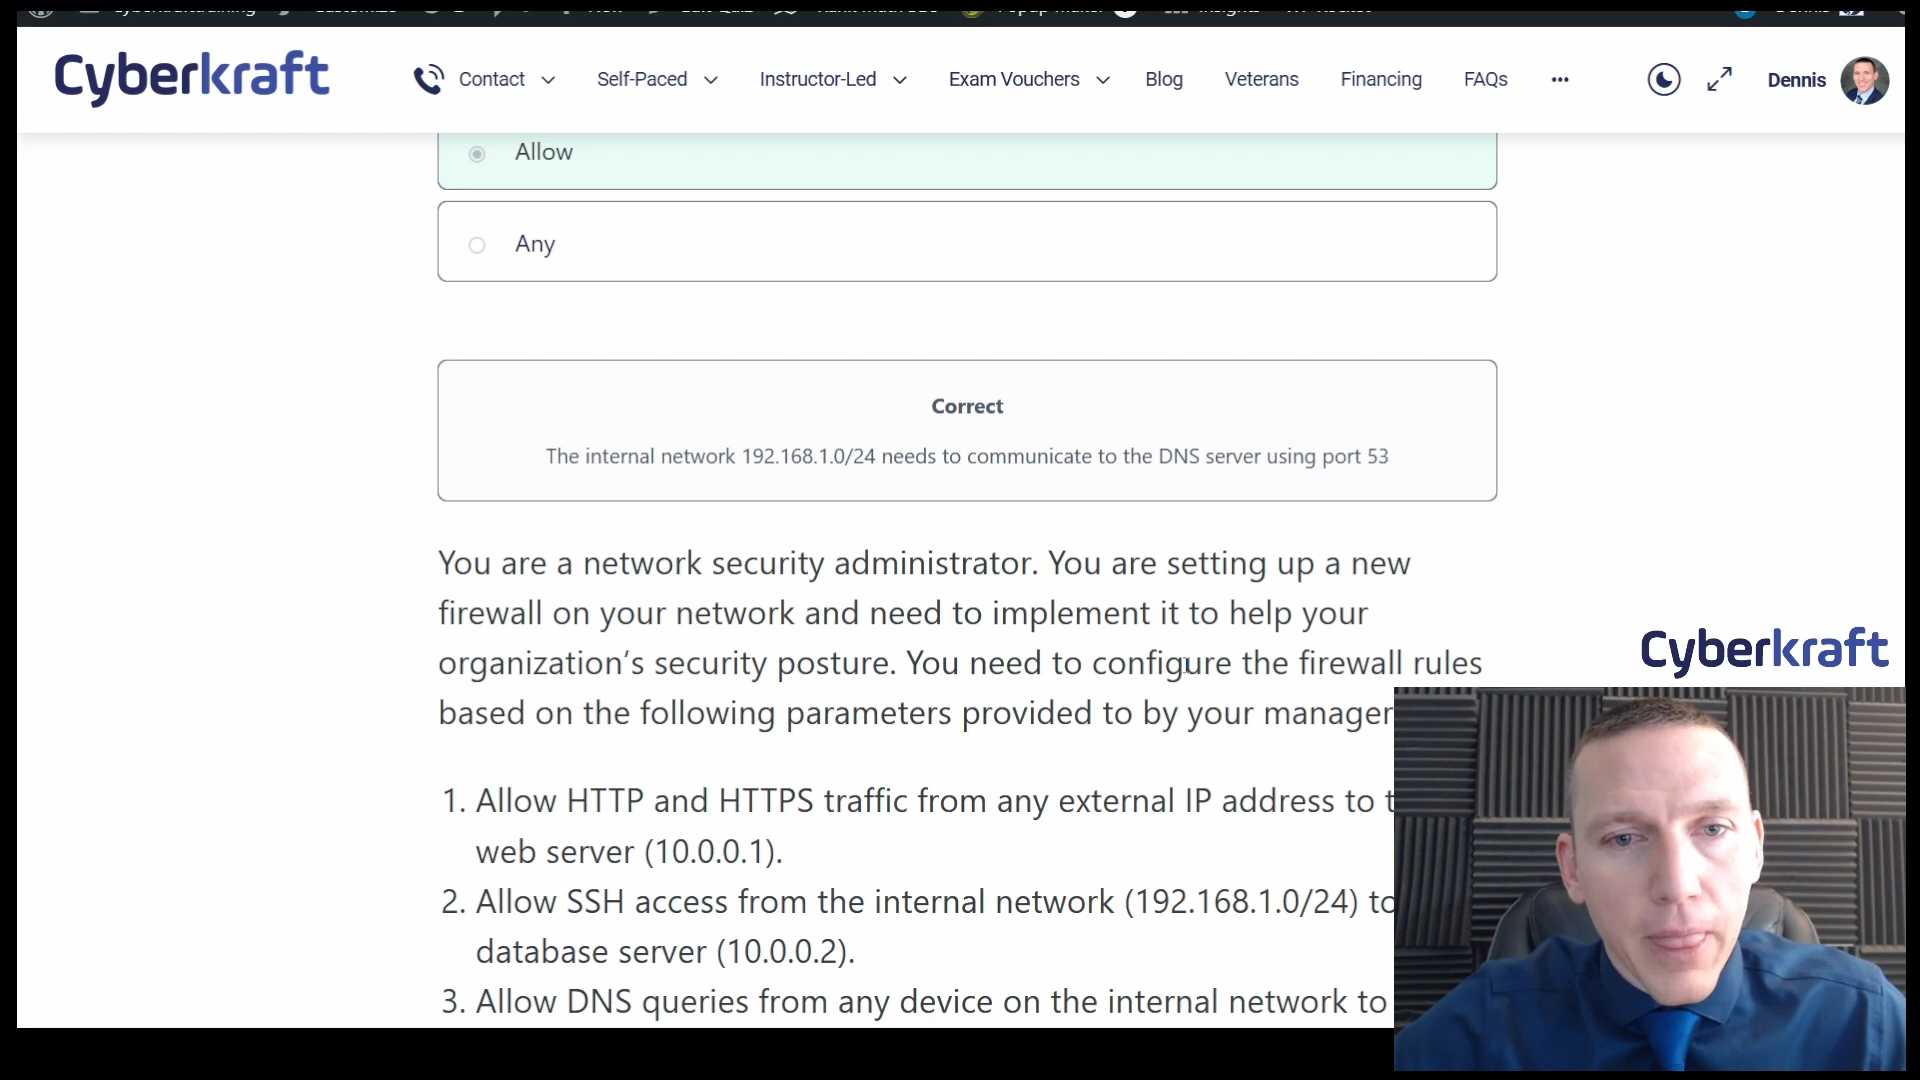 Cyberkraft
Contact
Self-Paced
Instructor-Led
Exam Vouchers
Blog
Veterans
Financing
FAQs
Dennis
Allow
Any
Correct
The internal network 192.168.1.0/24 needs to communicate to the DNS server using port 53
You are a network security administrator. You are setting up a new
firewall on your network and need to implement it to help your
organization's security posture. You need to configure the firewall rules
based on the following parameters provided to by your manager
1. Allow HTTP and HTTPS traffic from any external IP address to t
web server (10.0.0.1).
2. Allow SSH access from the internal network (192.168.1.0/24) to
database server (10.0.0.2).
3. Allow DNS queries from any device on the internal network to
Cyberkraft